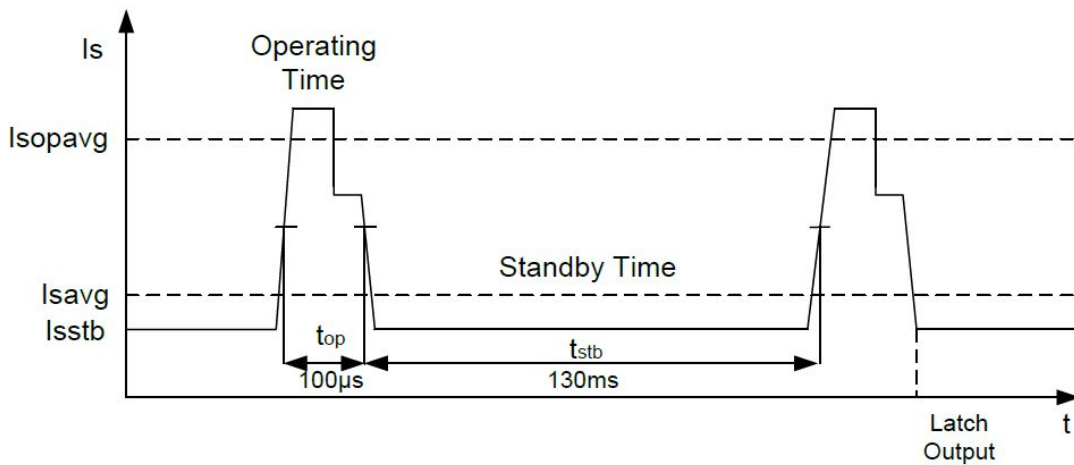 Is
Operating
Time
Isopavg
Standby Time
Isavg
Isstb
top
tstb
100µs
130ms
t
Latch
Output